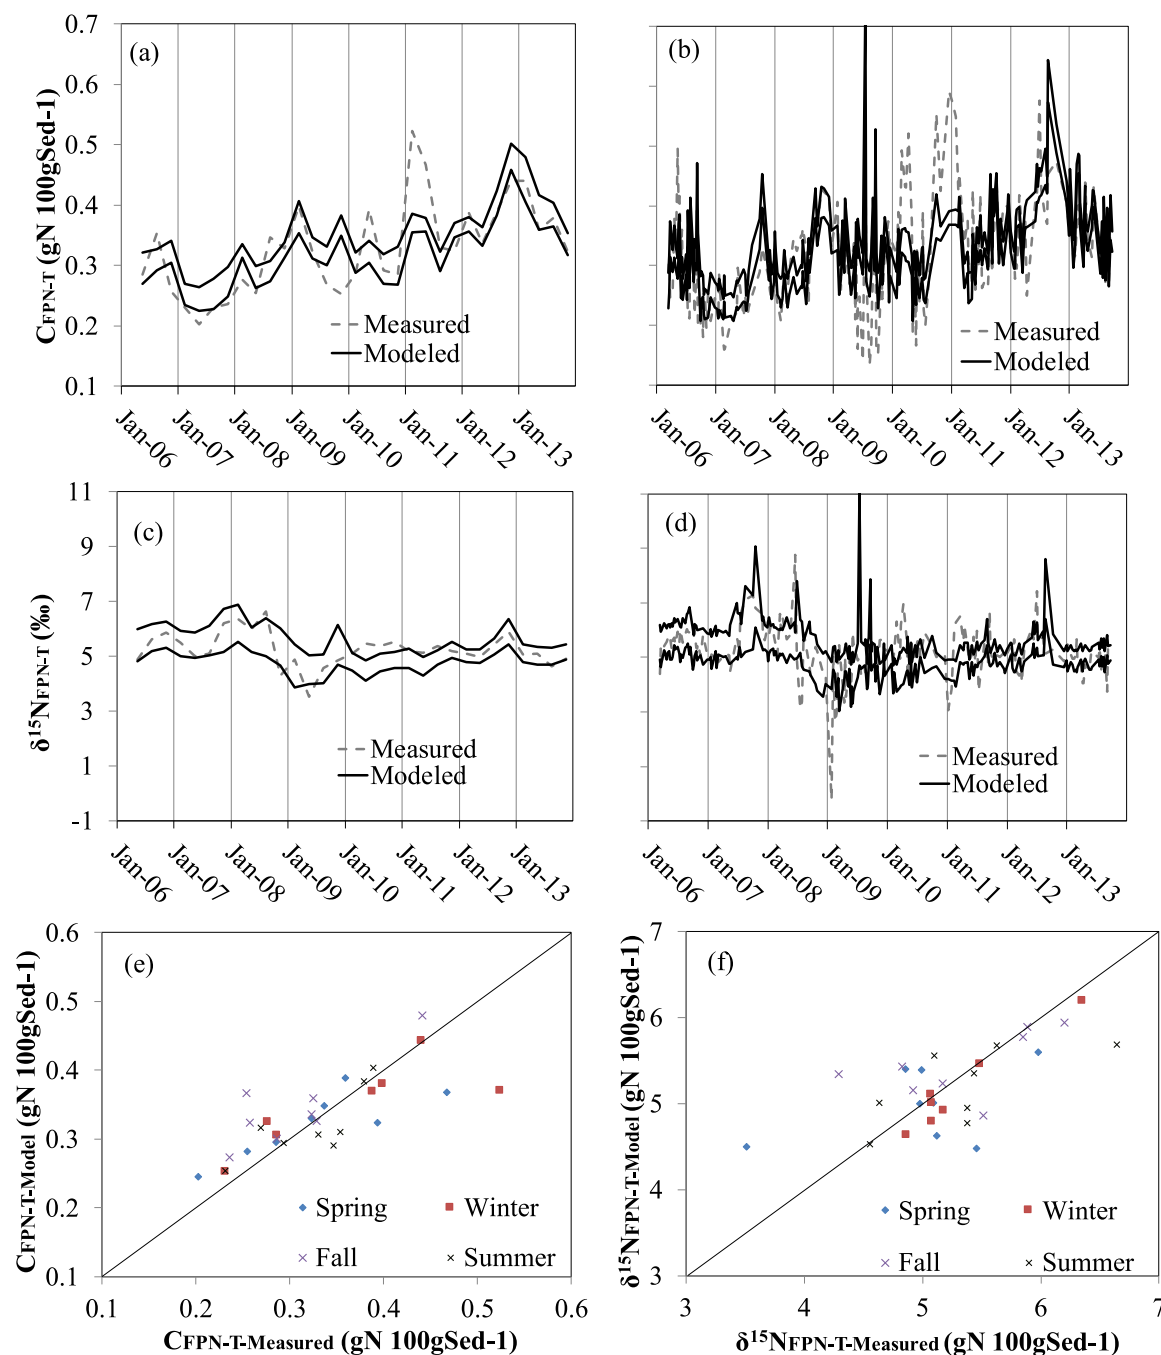 (a)
CFPN-T (gN 100gSed-1)
0.7
0.6
0.5
0.4
0.3
0.2
0.1
Measured
Modeled
Jan-06
Jan-07
Jan-08
Jan-09
Jan-10
Jan-11
Jan-12
Jan-13
(b)
Measured
Modeled
Jan-06
Jan-07
Jan-08
Jan-09
Jan-10
Jan-11
Jan-12
Jan-13
(c)
δ¹⁵NFPN-T (‰)
11
9
7
5
3
1
-1
Measured
Modeled
Jan-06
Jan-07
Jan-08
Jan-09
Jan-10
Jan-11
Jan-12
Jan-13
(d)
Measured
Modeled
Jan-06
Jan-07
Jan-08
Jan-09
Jan-10
Jan-11
Jan-12
Jan-13
(e)
CFPN-T-Model (gN 100gSed-1)
0.6
0.5
0.4
0.3
0.2
0.1
Spring
Winter
Fall
Summer
0.1 0.2 0.3 0.4 0.5 0.6
CFPN-T-Measured (gN 100gSed-1)
(f)
δ¹⁵NFPN-T-Model (gN 100gSed-1)
7
6
5
4
3
Spring
Winter
Fall
Summer
3 4 5 6 7
δ¹⁵NFPN-T-Measured (gN 100gSed-1)